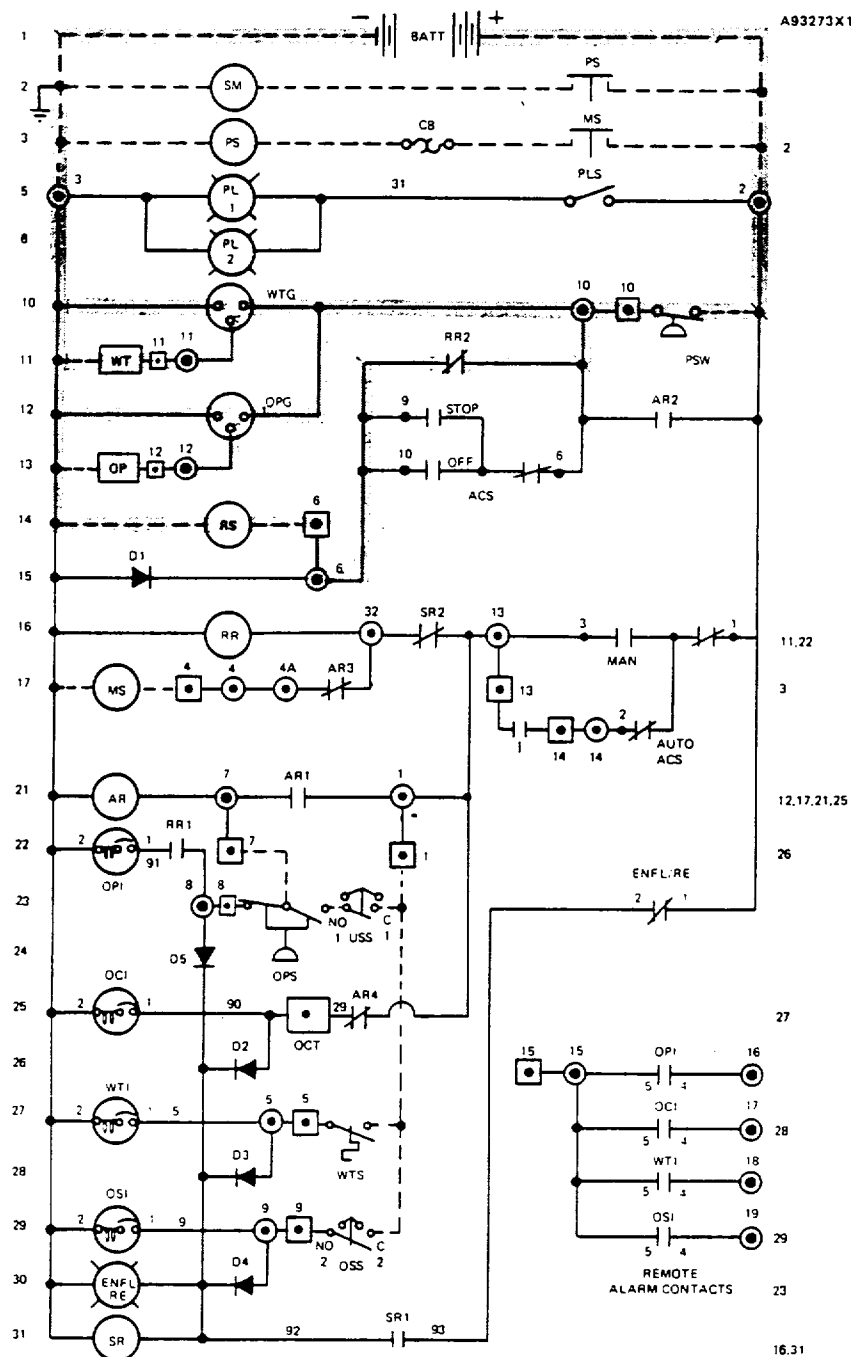 A93273X1
1 − BATT +
2 SM PS
3 PS CB MS 2
5 3 PL 1 31 PLS 2
8 PL 2
10 WTG 10 10 PSW
11 WT 11 11 RR2
12 OPG 9 STOP AR2
13 OP 12 12 10 OFF 6 ACS
14 RS 6
15 D1 6
16 RR 32 SR2 13 3 MAN 1 11,22
17 MS 4 4 4A AR3 13 3
1 14 14 2 AUTO ACS
21 AR 7 AR1 1 12,17,21,25
22 2 1 91 RR1 7 1 26
OPI ENFL/RE
23 8 8 NO 1 USS C 1 2 1
24 D5 OPS
OCI
25 2 1 90 OCT 29 AR4 27
26 D2 15 15 OPI 5 4 16
WTI
27 2 1 5 5 5 OCI 5 4 17 28
28 D3 WTS WTI 5 4 18
OSI
29 2 1 9 9 9 NO 2 OSS C 2 OSI 5 4 19 29
30 ENFL RE D4 REMOTE ALARM CONTACTS 23
31 SR 92 SR1 93 16,31